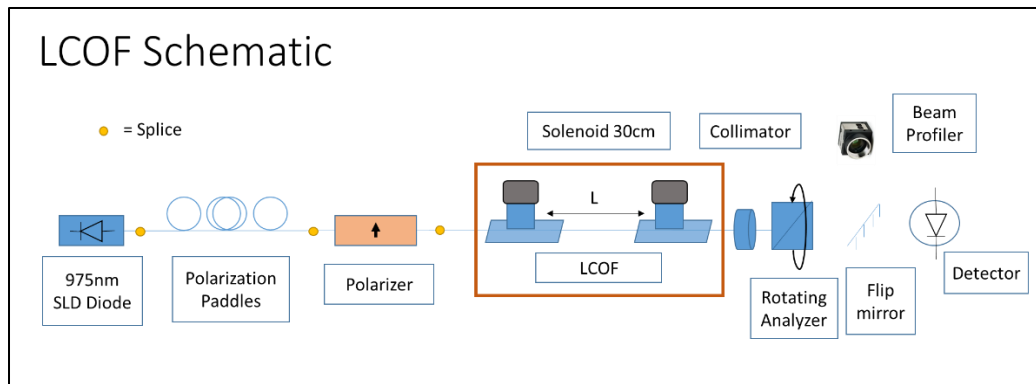 LCOF Schematic
= Splice
Solenoid 30cm
Collimator
Beam
Profiler
L
LCOF
975nm
SLD Diode
Polarization
Paddles
Polarizer
Rotating
Analyzer
Flip
mirror
Detector